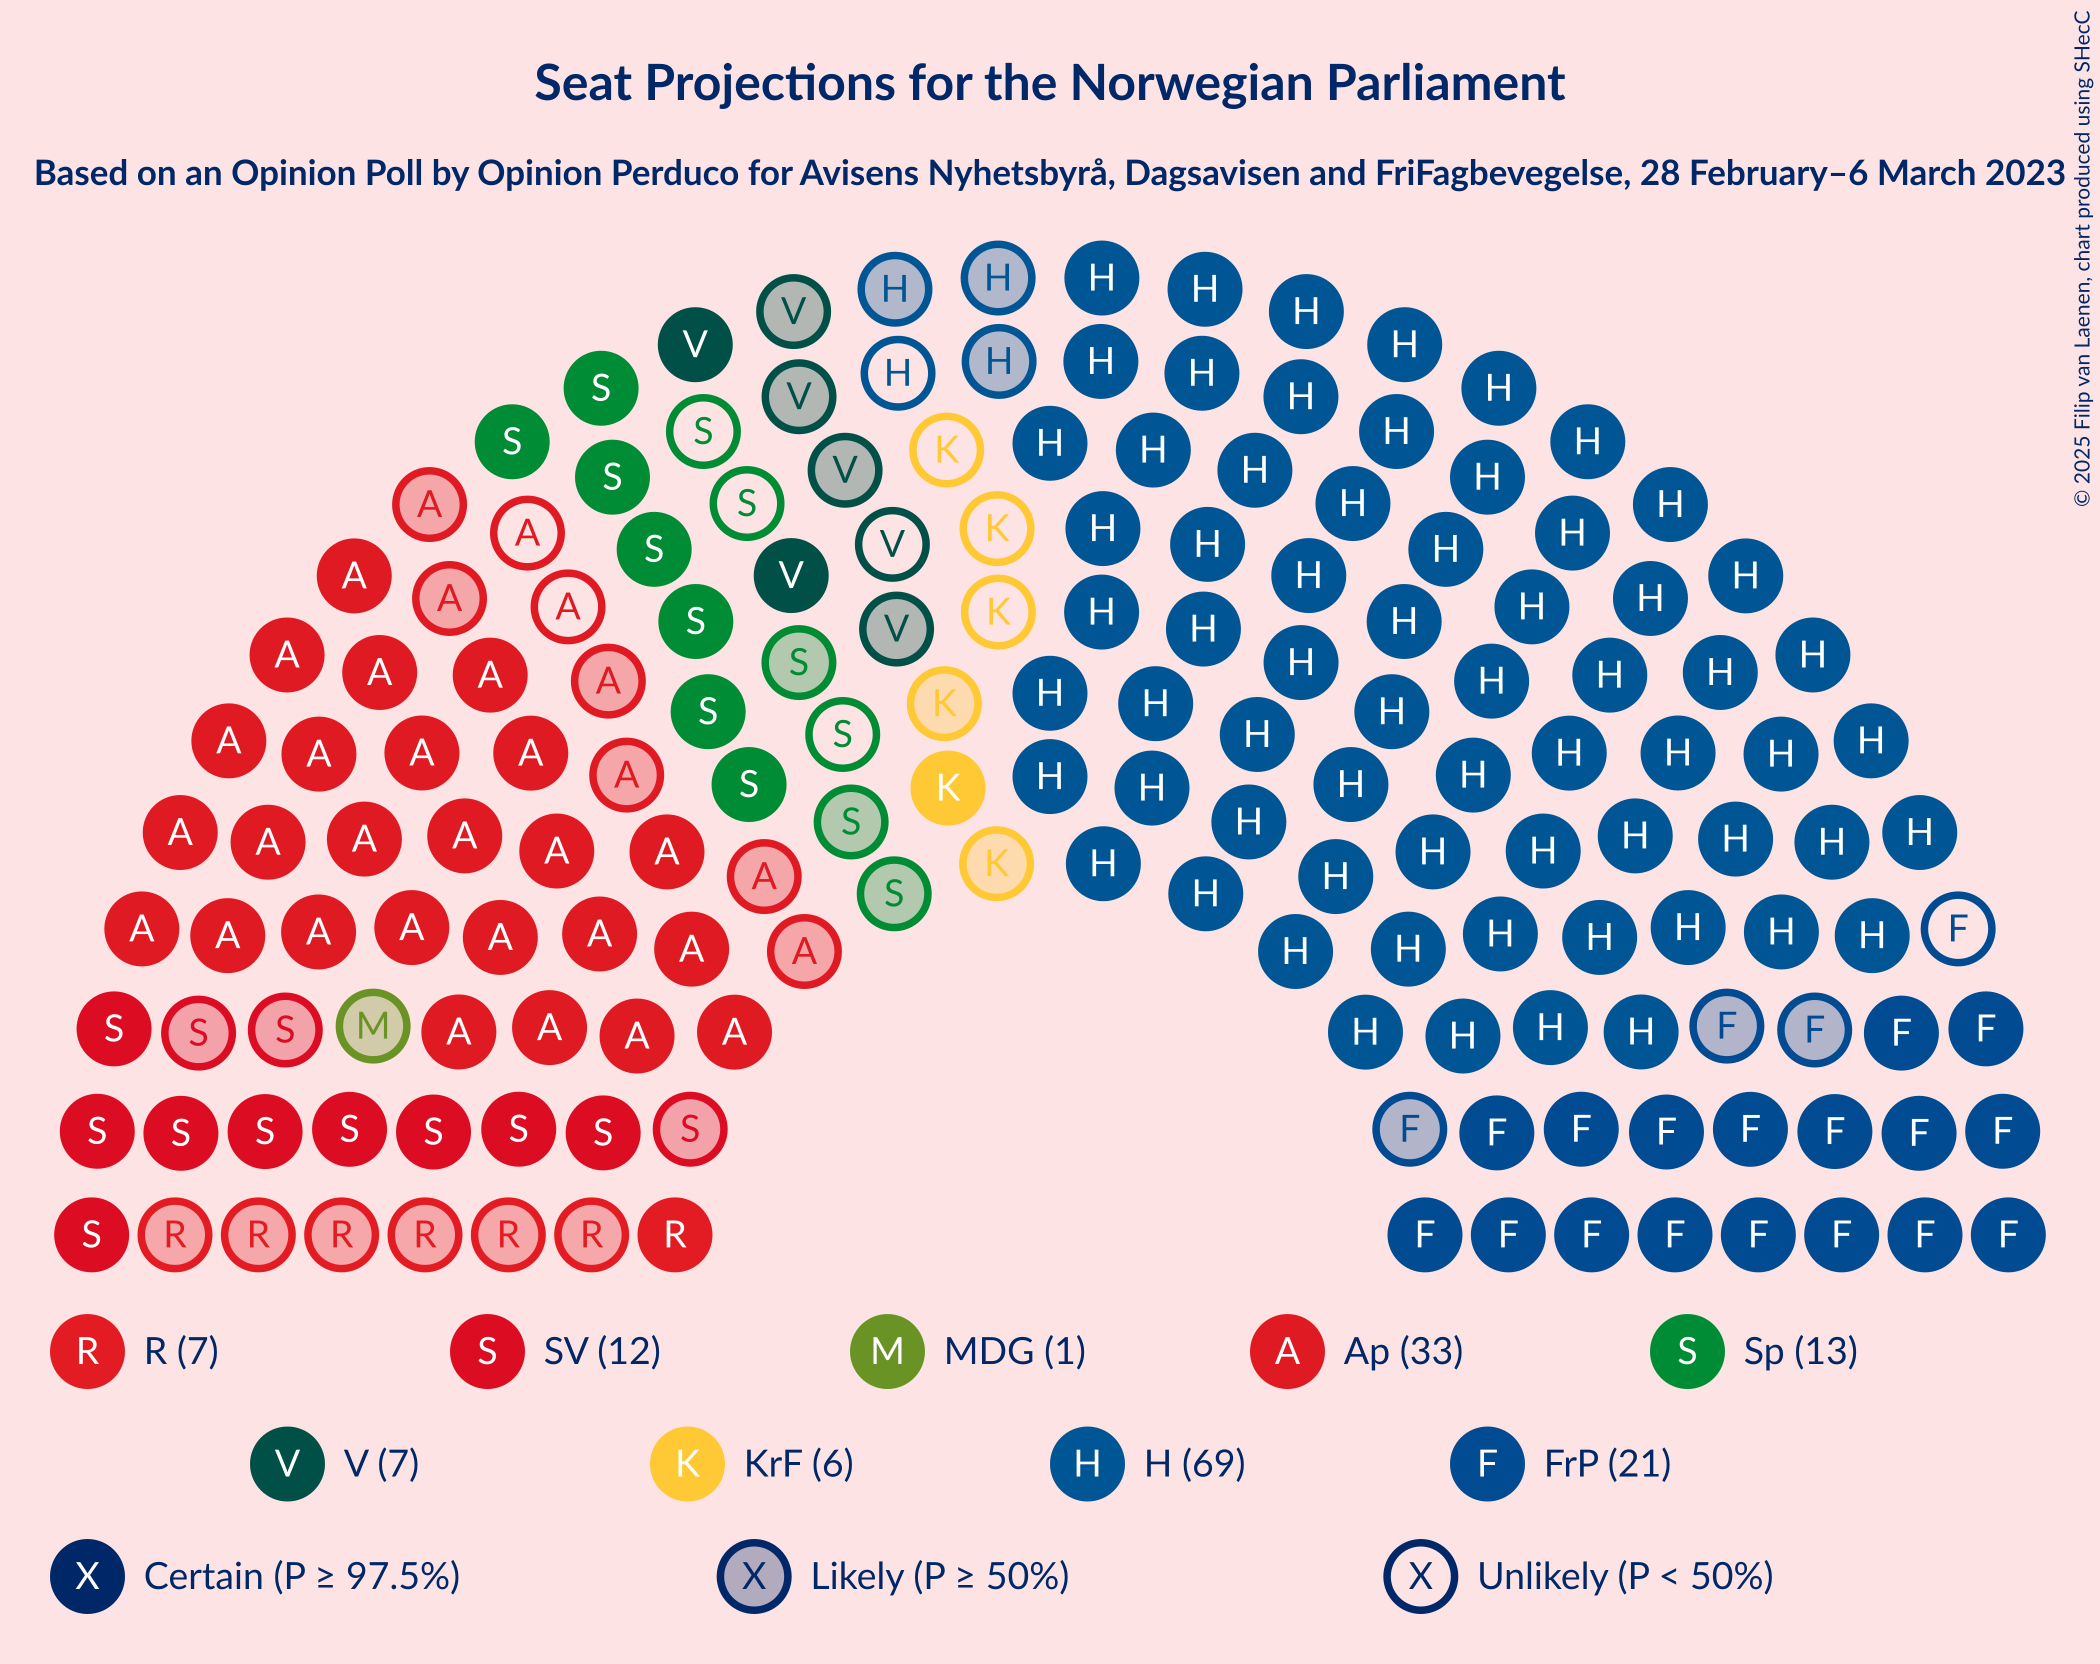 Seat Projections for the Norwegian Parliament
Based on an Opinion Poll by Opinion Perduco for Avisens Nyhetsbyrå, Dagsavisen and FriFagbevegelse, 28 February–6 March 2023
© 2025 Filip van Laenen, chart produced using SHecC
H H H H
V V H H
V H H H H H
S S H H
S V K H H H H H
S S V H H
A S K H H H H
A S V K H H H H
A A S V K H H H H
A A A S V K H H H H H
A A A S S K H H H H H H
A A A A S S K H H H H H H H H
A A A A A A A S K H H H H H H H H H
A A A A A A A A S H H H H H H H H F
S S S M A A A A H H H H F F F F
S S S S S S S S F F F F F F F F
S R R R R R R R F F F F F F F F
R R (7) S SV (12) M MDG (1) A Ap (33) S Sp (13)
V V (7) K KrF (6) H H (69) F FrP (21)
X Certain (P ≥ 97.5%) X Likely (P ≥ 50%) X Unlikely (P < 50%)